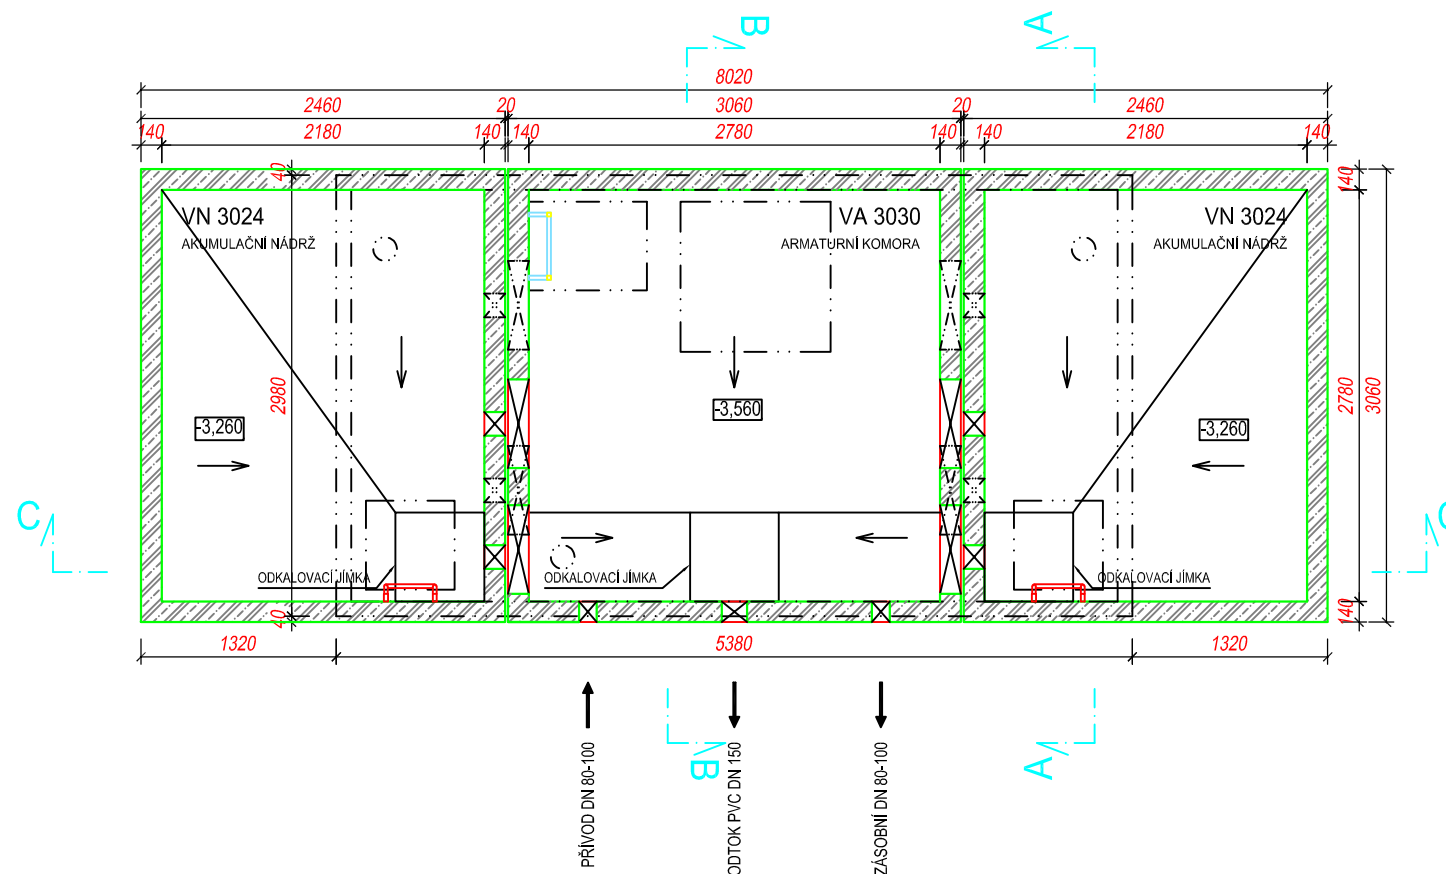 B
A
8020
2460
20
3060
20
2460
140
2180
140
140
2780
140
140
2180
140
40
140
VN 3024
AKUMULAČNÍ NÁDRŽ
VA 3030
ARMATURNÍ KOMORA
VN 3024
AKUMULAČNÍ NÁDRŽ
2980
2780
3060
-3,260
-3,560
-3,260
C
C
ODKALOVACÍ JÍMKA
ODKALOVACÍ JÍMKA
ODKALOVACÍ JÍMKA
40
140
1320
5380
1320
B
A
PŘÍVOD DN 80-100
ODTOK PVC DN 150
ZÁSOBNÍ DN 80-100